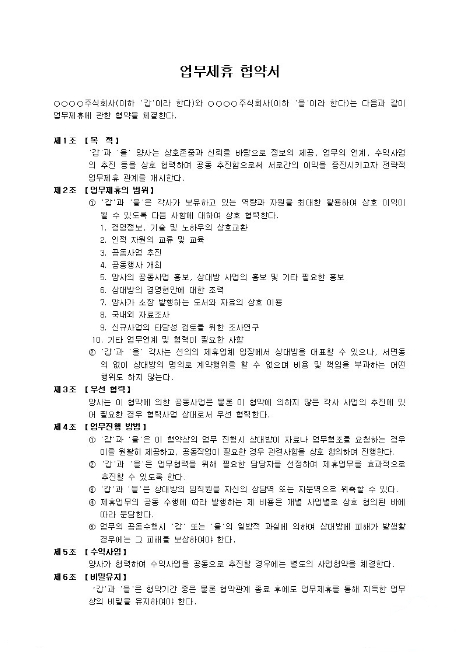 업무제휴 협약서
○○○○주식회사(이하 '갑'이라 한다)와 ○○○○주식회사(이하 '을'이라 한다)는 다음과 같이
업무제휴에 관한 협약을 체결한다.
제1조 【목 적】
'갑'과 '을' 양사는 상호존중과 신뢰를 바탕으로 정보의 제공, 업무의 연계, 수익사업
의 추진 등을 상호 협력하여 공동 추진함으로써 서로간의 이익을 증진시키고자 전략적
업무제휴 관계를 개시한다.
제2조 【업무제휴의 범위】
① '갑'과 '을'은 각사가 보유하고 있는 역량과 자원을 최대한 활용하여 상호 이익이
될 수 있도록 다음 사항에 대하여 상호 협력한다.
1. 경영정보, 기술 및 노하우의 상호교환
2. 인적 자원의 교류 및 교육
3. 공동사업 추진
4. 공동행사 개최
5. 양사의 공동사업 홍보, 상대방 사업의 홍보 및 기타 필요한 홍보
6. 상대방의 경영현안에 대한 조력
7. 양사가 소장 발행하는 도서와 자료의 상호 이용
8. 국내외 자료조사
9. 신규사업의 타당성 검토를 위한 조사연구
10. 기타 업무연계 및 협력이 필요한 사항
② '갑'과 '을' 각사는 선의의 제휴업체 입장에서 상대방을 대표할 수 있으나, 서면동
의 없이 상대방의 명의로 계약행위를 할 수 없으며 비용 및 책임을 부과하는 어떤
행위도 하지 않는다.
제3조 【우선 협력】
양사는 이 협약에 의한 공동사업은 물론 이 협약에 의하지 않은 각사 사업의 추진에 있
어 필요한 경우 협력사업 상대로서 우선 협력한다.
제4조 【업무진행 방법】
① '갑'과 '을'은 이 협약상의 업무 진행시 상대방이 자료나 업무협조를 요청하는 경우
이를 원활히 제공하고, 공동작업이 필요한 경우 관련사항을 상호 협의하여 진행한다.
② '갑'과 '을'은 업무협력을 위해 필요한 담당자를 선정하여 제휴업무를 효과적으로
추진할 수 있도록 한다.
③ '갑'과 '을'은 상대방의 임직원을 자신의 상담역 또는 자문역으로 위촉할 수 있다.
④ 제휴업무의 공동 수행에 따라 발생하는 제 비용은 개별 사업별로 상호 협의된 바에
따라 분담한다.
⑤ 업무의 공동수행시 '갑' 또는 '을'의 일방적 과실에 의하여 상대방에 피해가 발생할
경우에는 그 피해를 보상하여야 한다.
제5조 【수익사업】
양사가 협력하여 수익사업을 공동으로 추진할 경우에는 별도의 사업협약을 체결한다.
제6조 【비밀유지】
'갑'과 '을'은 협약기간 중은 물론 협약관계 종료 후에도 업무제휴를 통해 지득한 업무
상의 비밀을 유지하여야 한다.